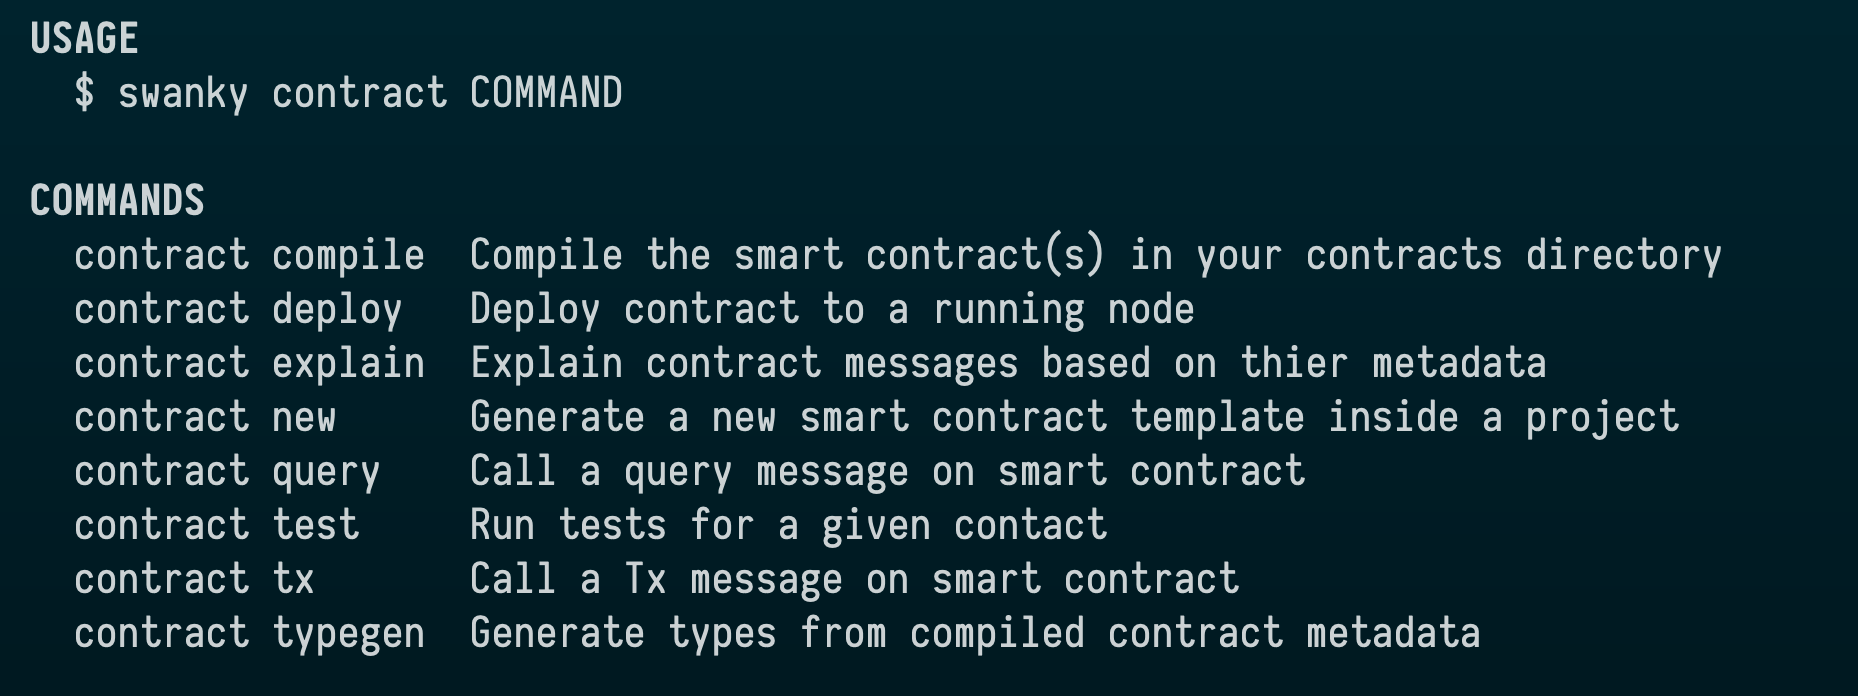 USAGE
$ swanky contract COMMAND
COMMANDS
contract compile Compile the smart contract(s) in your contracts directory
contract deploy Deploy contract to a running node
contract explain Explain contract messages based on thier metadata
contract new Generate a new smart contract template inside a project
contract query Call a query message on smart contract
contract test Run tests for a given contact
contract tx Call a Tx message on smart contract
contract typegen Generate types from compiled contract metadata